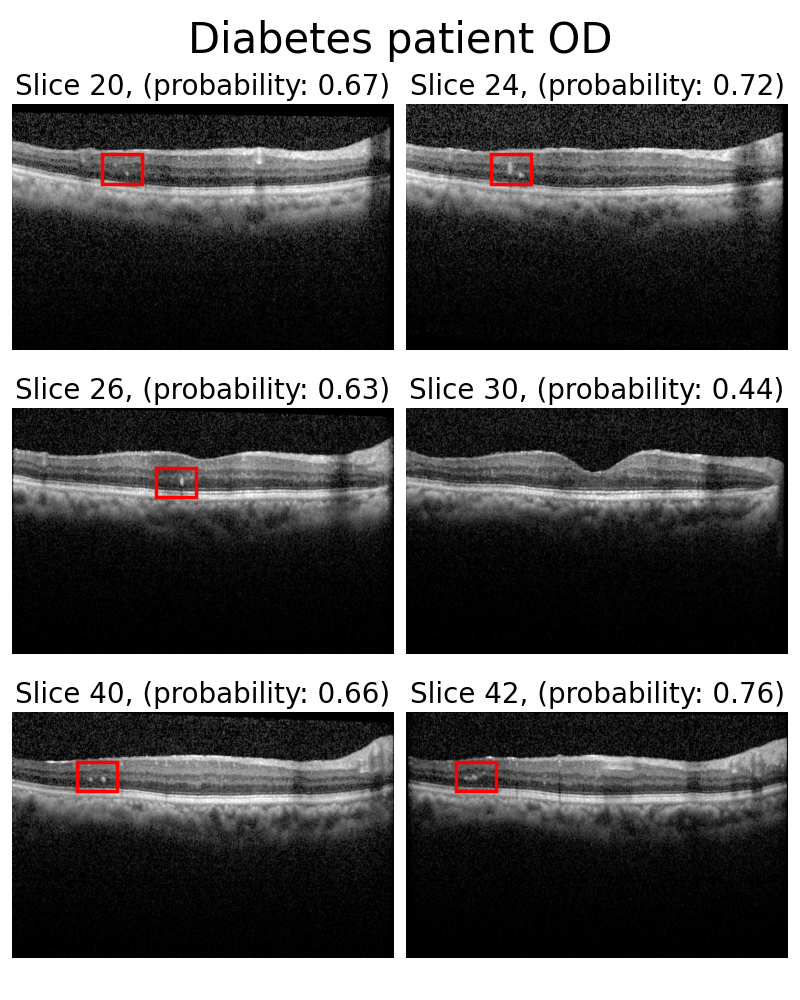 Diabetes patient OD
Slice 20, (probability: 0.67)
Slice 24, (probability: 0.72)
Slice 26, (probability: 0.63)
Slice 30, (probability: 0.44)
Slice 40, (probability: 0.66)
Slice 42, (probability: 0.76)